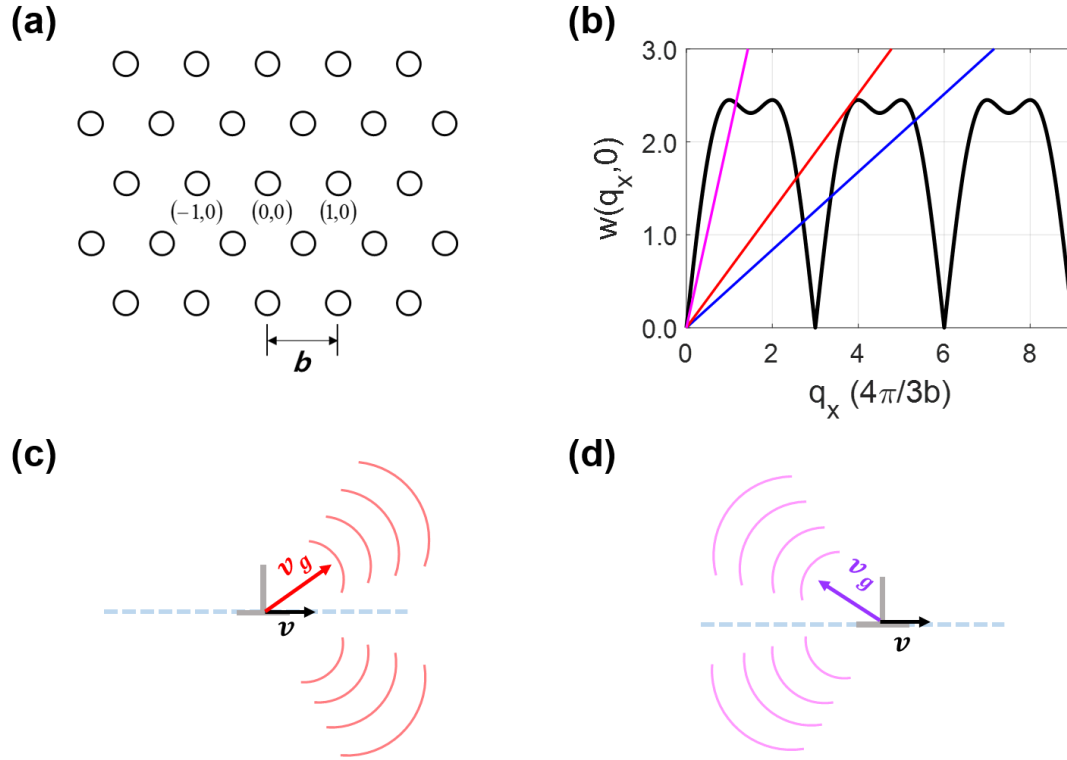 (a)
(-1,0) (0,0) (1,0)
b
(b)
3.0
2.0
1.0
0.0
w(qx,0)
0 2 4 6 8
qx (4π/3b)
(c)
vg
v
(d)
vg
v